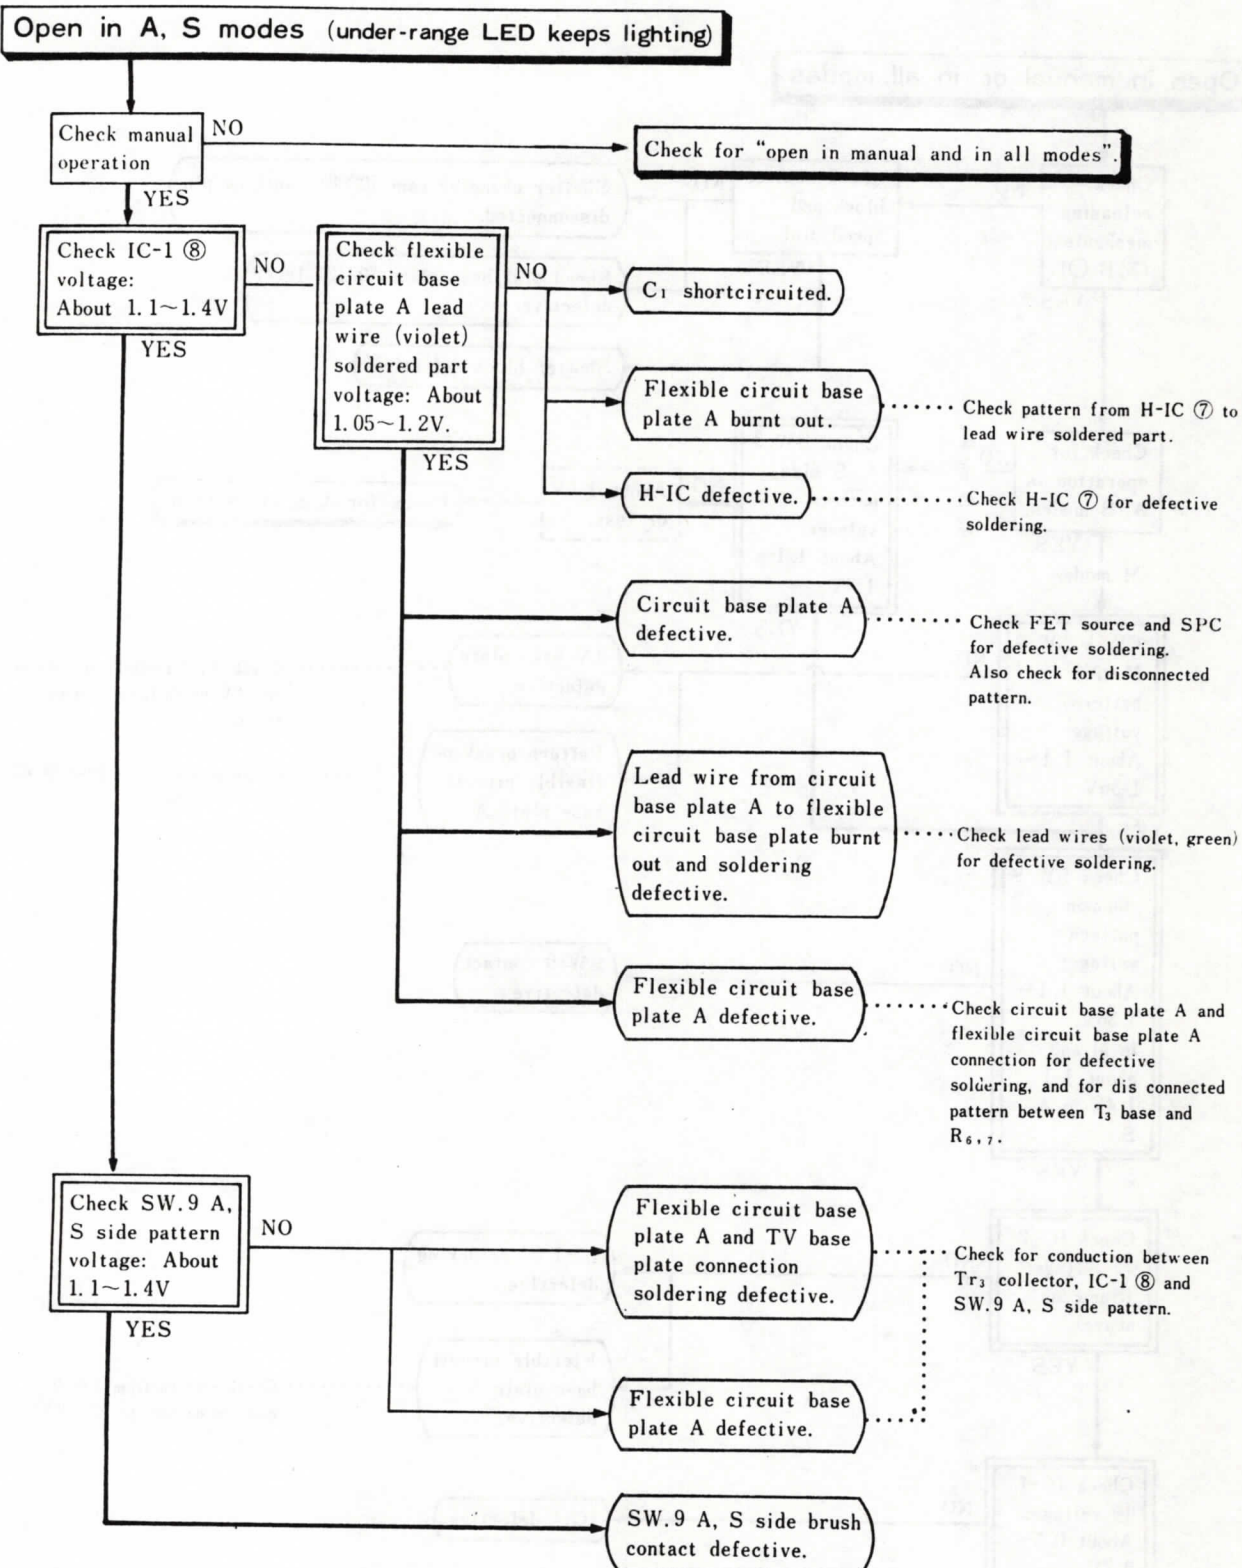 Open in A, S modes (under-range LED keeps lighting)
Check manual
operation
NO
Check for “open in manual and in all modes”.
YES
Check IC-1 ⑧
voltage:
About 1.1~1.4V
NO
YES
Check flexible
circuit base
plate A lead
wire (violet)
soldered part
voltage: About
1.05~1.2V.
NO
YES
C₁ shortcircuited.
Flexible circuit base
plate A burnt out.
Check pattern from H-IC ⑦ to
lead wire soldered part.
H-IC defective.
Check H-IC ⑦ for defective
soldering.
Circuit base plate A
defective.
Check FET source and SPC
for defective soldering.
Also check for disconnected
pattern.
Lead wire from circuit
base plate A to flexible
circuit base plate burnt
out and soldering
defective.
Check lead wires (violet, green)
for defective soldering.
Flexible circuit base
plate A defective.
Check circuit base plate A and
flexible circuit base plate A
connection for defective
soldering, and for dis connected
pattern between T₃ base and
R₆,₇.
Check SW.9 A,
S side pattern
voltage: About
1.1~1.4V
NO
YES
Flexible circuit base
plate A and TV base
plate connection
soldering defective.
Check for conduction between
Tr₃ collector, IC-1 ⑧ and
SW.9 A, S side pattern.
Flexible circuit base
plate A defective.
SW.9 A, S side brush
contact defective.